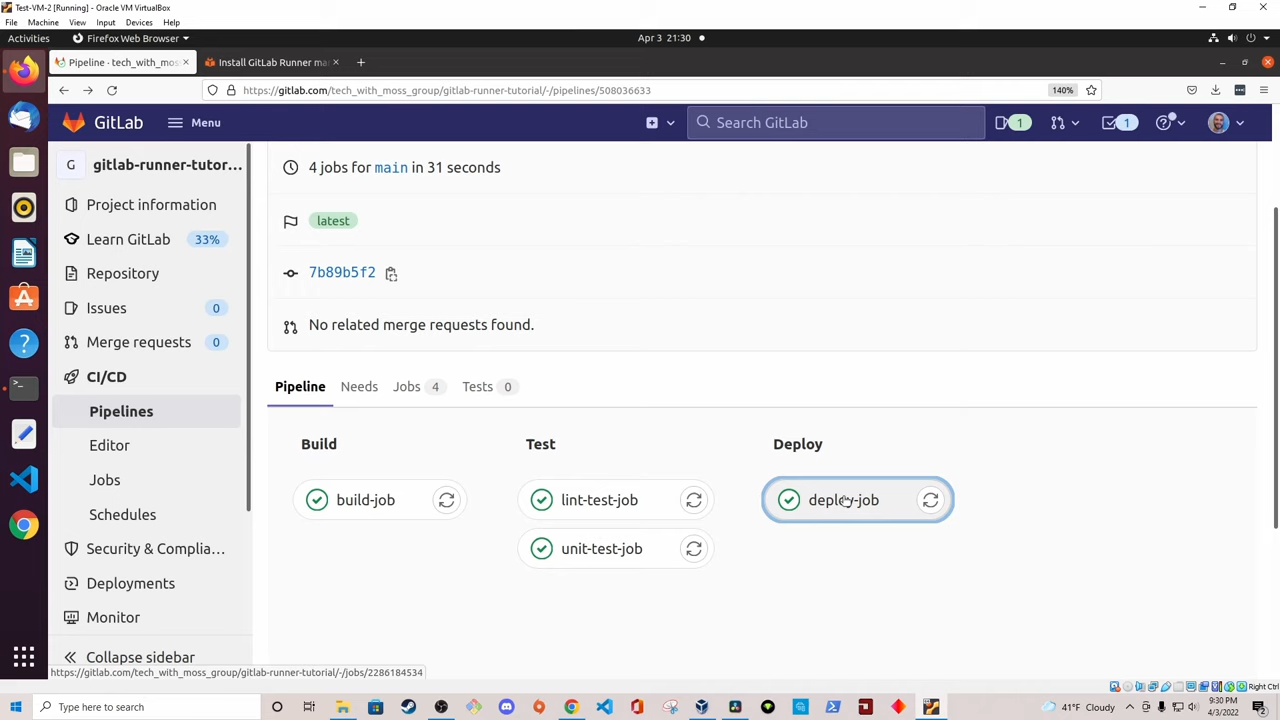 Test-VM-2 [Running] - Oracle VM VirtualBox
File Machine View Input Devices Help
Activities Firefox Web Browser Apr 3 21:30
Pipeline · tech_with_mos Install GitLab Runner ma
https://gitlab.com/tech_with_moss_group/gitlab-runner-tutorial/-/pipelines/508036633 140%
GitLab Menu Search GitLab 1 1
G gitlab-runner-tutor...
Project information
Learn GitLab 33%
Repository
Issues 0
Merge requests 0
CI/CD
Pipelines
Editor
Jobs
Schedules
Security & Complia...
Deployments
Monitor
Collapse sidebar
4 jobs for main in 31 seconds
latest
7b89b5f2
No related merge requests found.
Pipeline Needs Jobs 4 Tests 0
Build Test Deploy
build-job lint-test-job deploy-job
unit-test-job
https://gitlab.com/tech_with_moss_group/gitlab-runner-tutorial/-/jobs/2286184534
Right Ctrl
Type here to search 41°F Cloudy 9:30 PM
4/3/2022
2